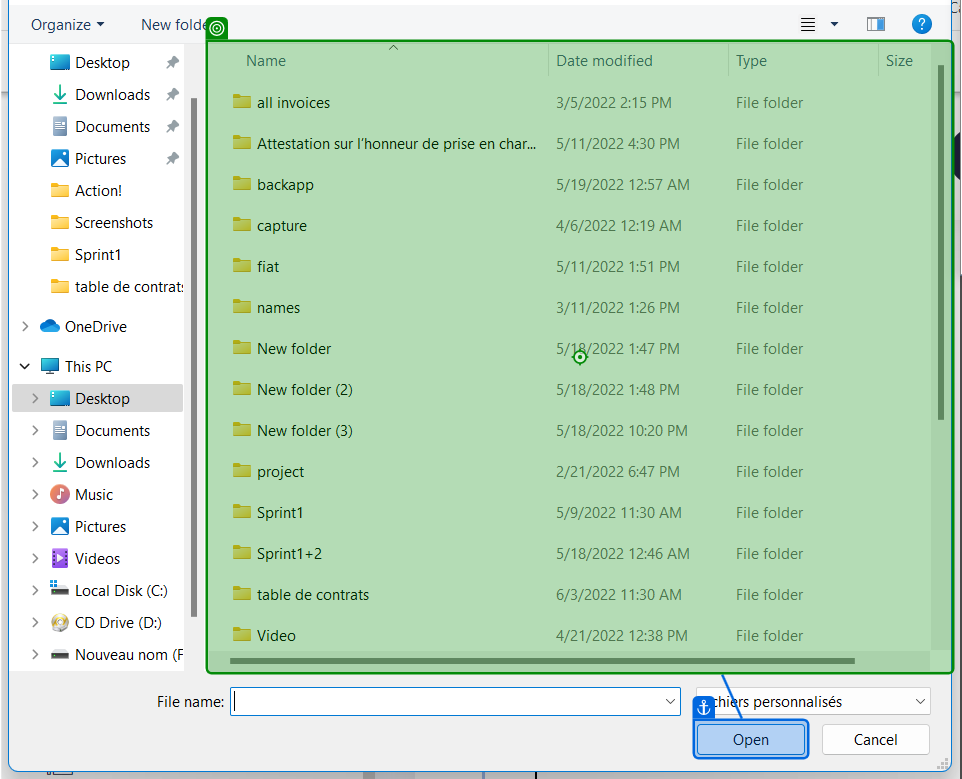 Organize New folde
Name Date modified Type Size
Desktop
Downloads
Documents
Pictures
Action!
Screenshots
Sprint1
table de contrats
OneDrive
This PC
Desktop
Documents
Downloads
Music
Pictures
Videos
Local Disk (C:)
CD Drive (D:)
Nouveau nom (F
all invoices 3/5/2022 2:15 PM File folder
Attestation sur l'honneur de prise en char... 5/11/2022 4:30 PM File folder
backapp 5/19/2022 12:57 AM File folder
capture 4/6/2022 12:19 AM File folder
fiat 5/11/2022 1:51 PM File folder
names 3/11/2022 1:26 PM File folder
New folder 5/18/2022 1:47 PM File folder
New folder (2) 5/18/2022 1:48 PM File folder
New folder (3) 5/18/2022 10:20 PM File folder
project 2/21/2022 6:47 PM File folder
Sprint1 5/9/2022 11:30 AM File folder
Sprint1+2 5/18/2022 12:46 AM File folder
table de contrats 6/3/2022 11:30 AM File folder
Video 4/21/2022 12:38 PM File folder
File name: chiers personnalisés
Open Cancel